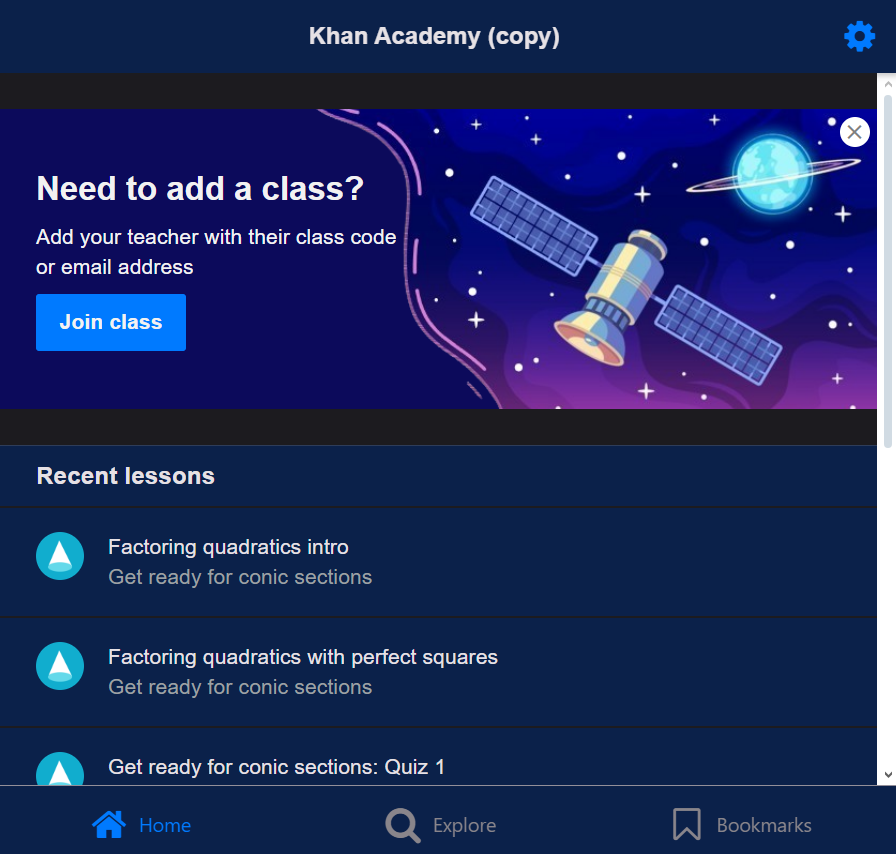 Khan Academy (copy)
Need to add a class?
Add your teacher with their class code
or email address
Join class
Recent lessons
Factoring quadratics intro
Get ready for conic sections
Factoring quadratics with perfect squares
Get ready for conic sections
Get ready for conic sections: Quiz 1
Home
Explore
Bookmarks